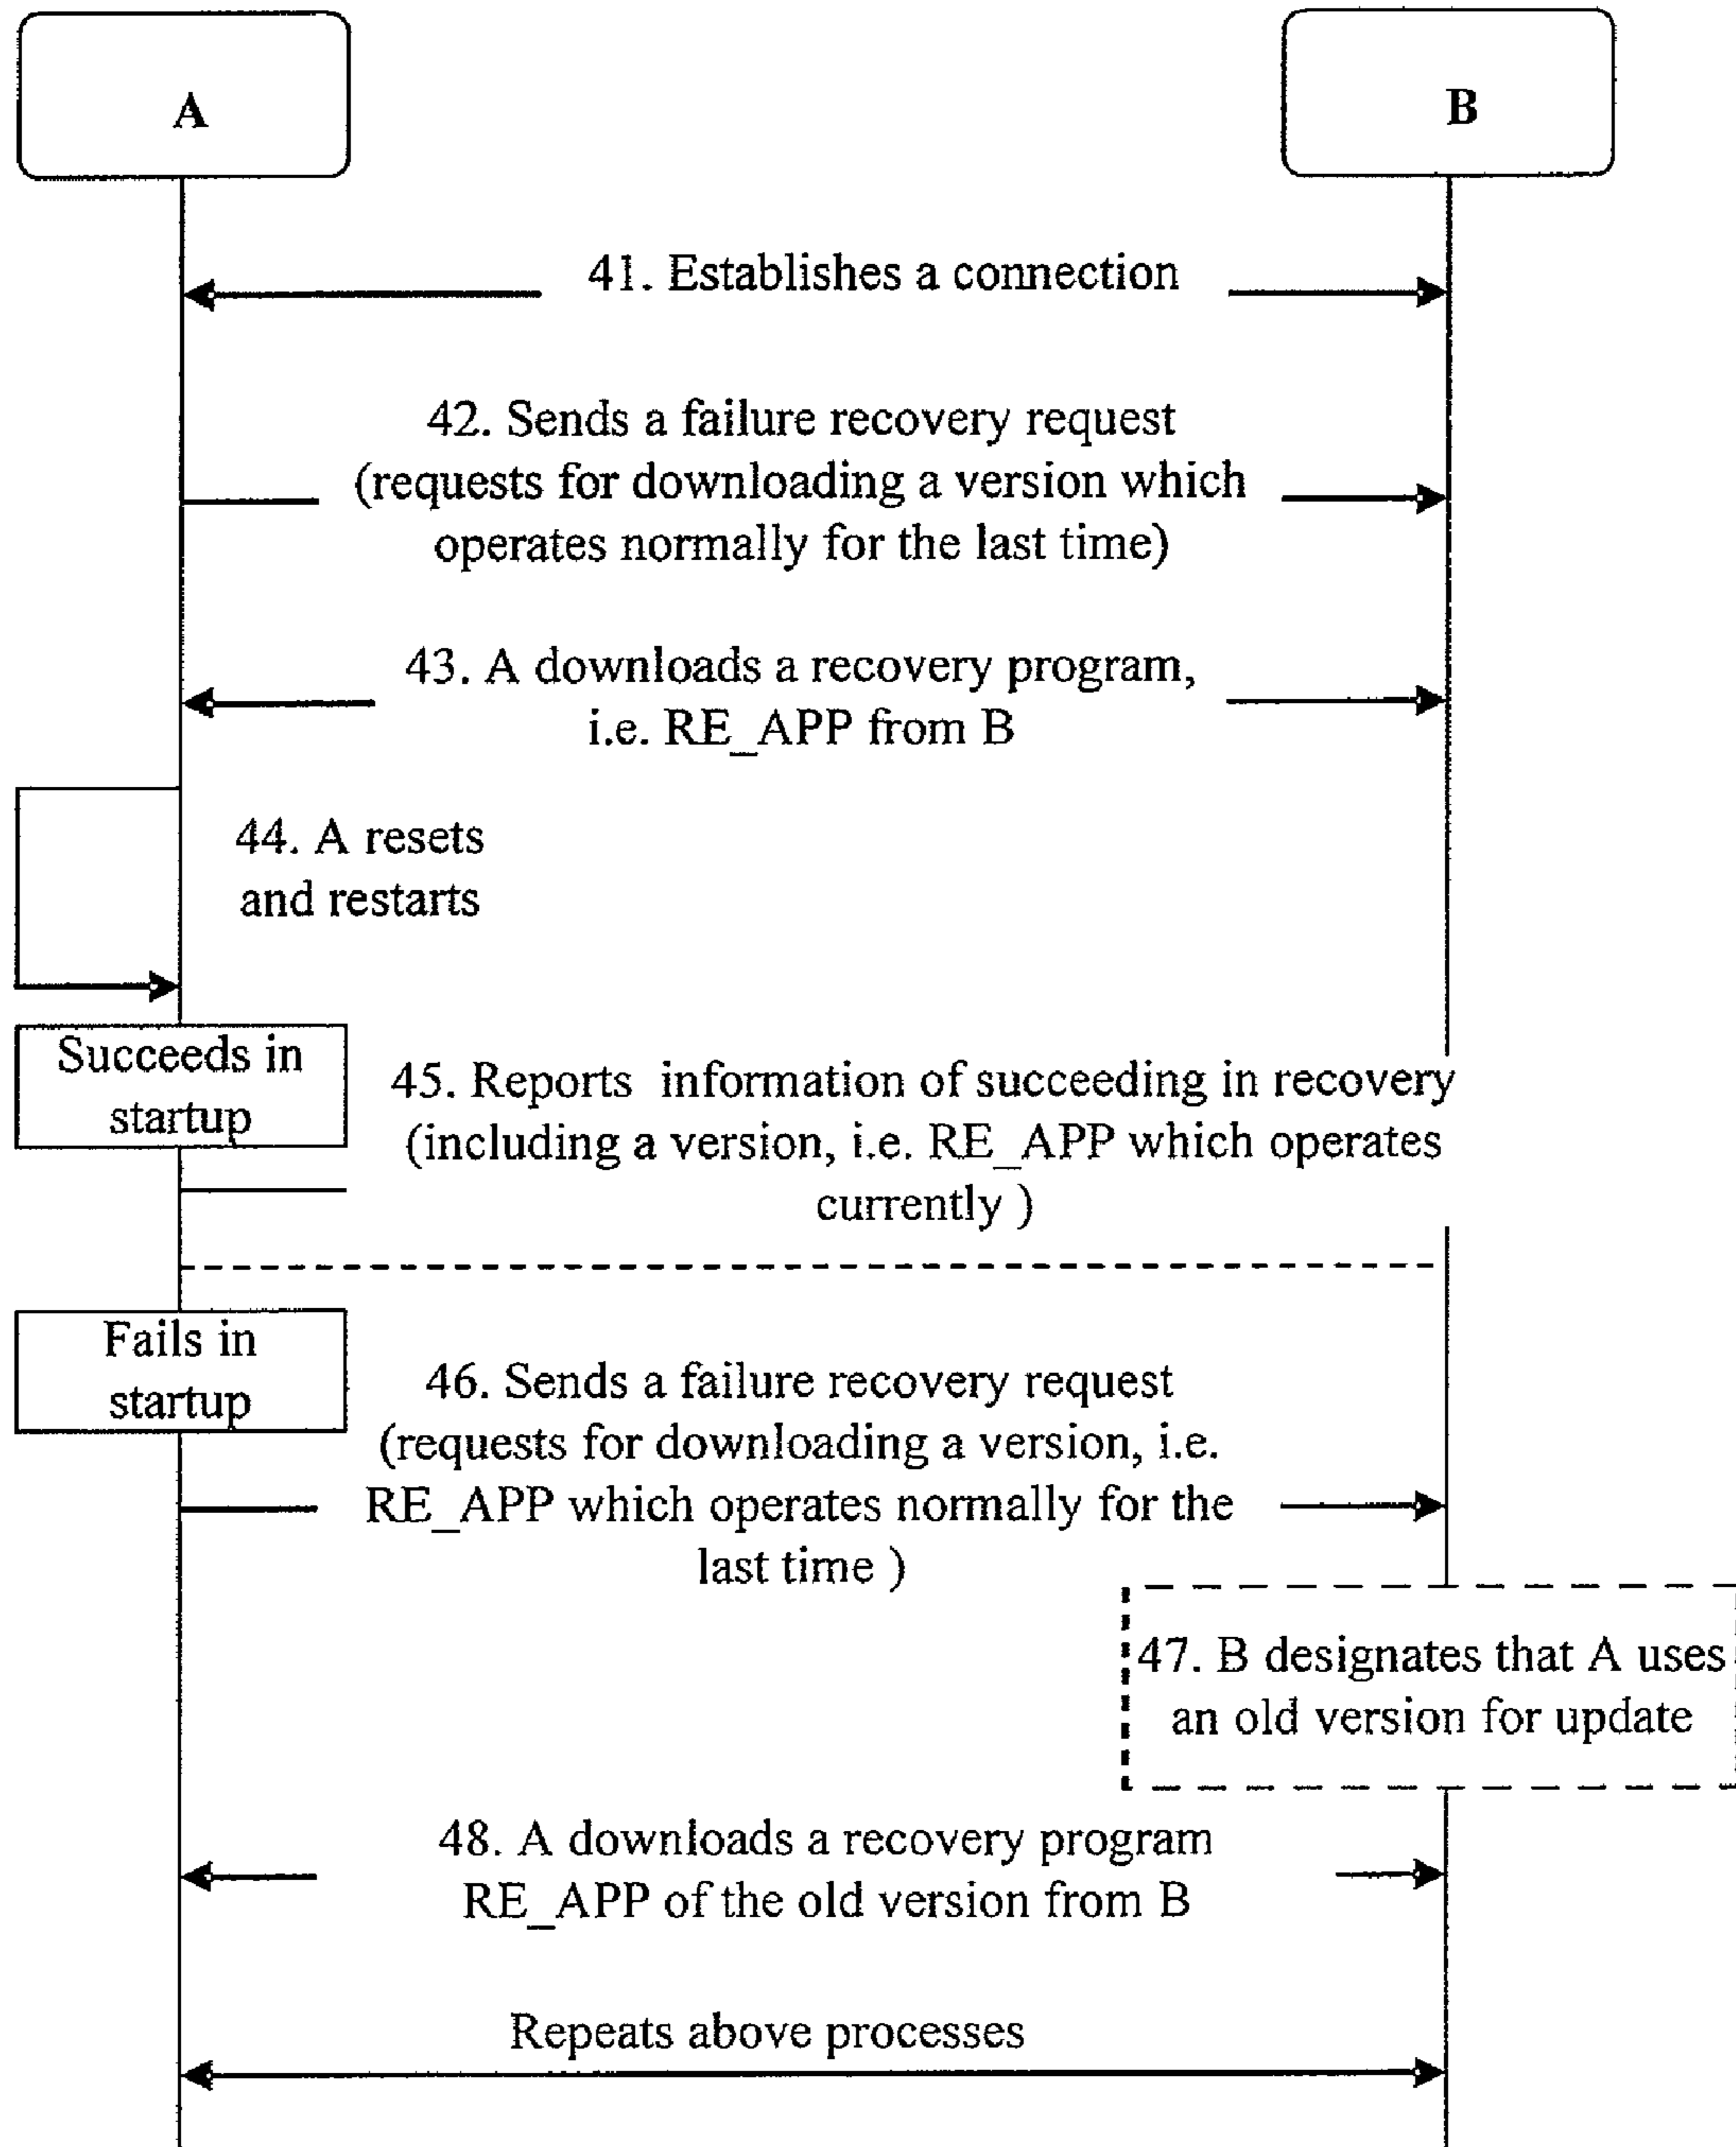 A
B
41. Establishes a connection
42. Sends a failure recovery request
(requests for downloading a version which
operates normally for the last time)
43. A downloads a recovery program,
i.e. RE_APP from B
44. A resets
and restarts
Succeeds in
startup
45. Reports information of succeeding in recovery
(including a version, i.e. RE_APP which operates
currently )
Fails in
startup
46. Sends a failure recovery request
(requests for downloading a version, i.e.
RE_APP which operates normally for the
last time )
47. B designates that A uses
an old version for update
48. A downloads a recovery program
RE_APP of the old version from B
Repeats above processes